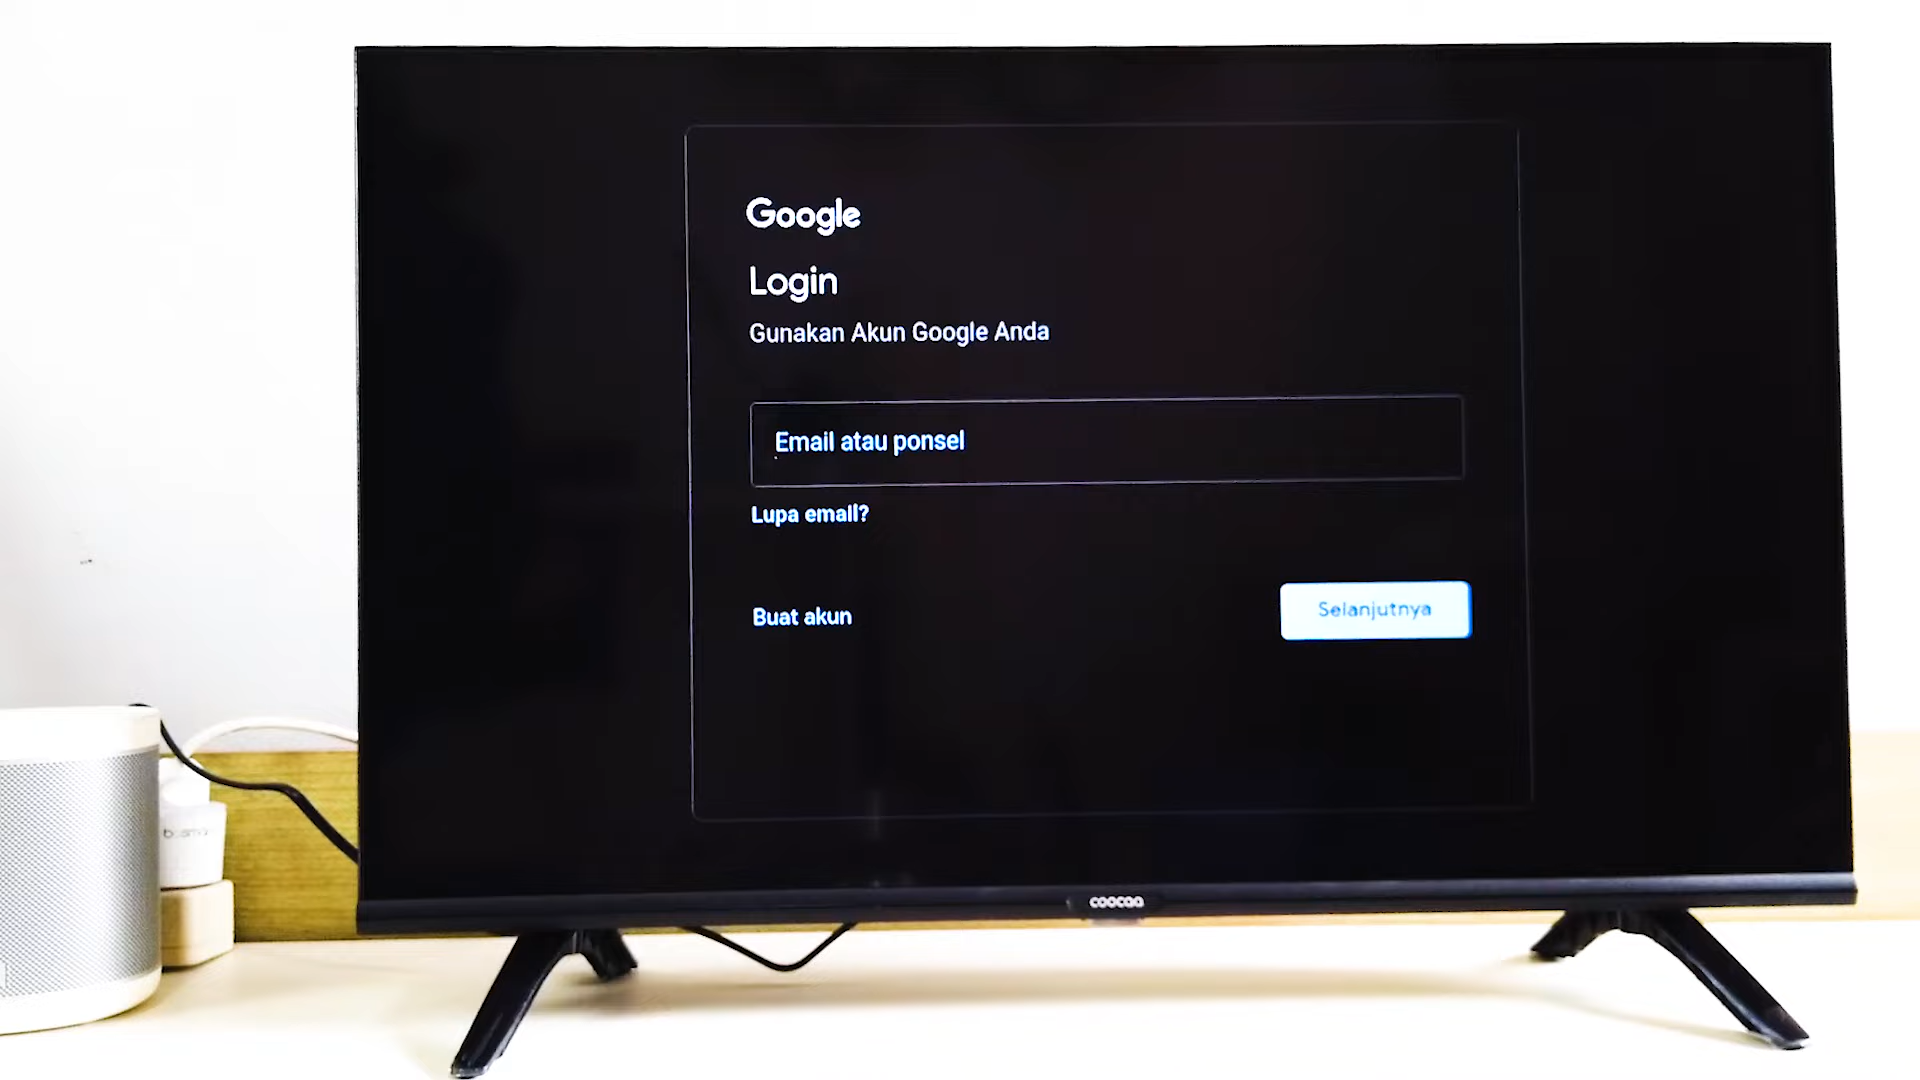 Google
Login
Gunakan Akun Google Anda
Email atau ponsel
Lupa email?
Buat akun
Selanjutnya
coocaa